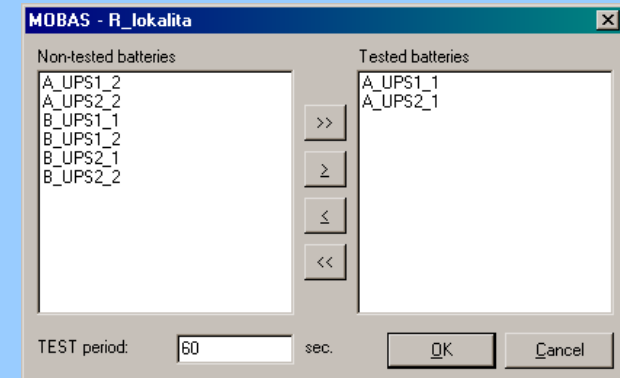 MOBAS - R_lokalita
Non-tested batteries
A_UPS1_2
A_UPS2_2
B_UPS1_1
B_UPS1_2
B_UPS2_1
B_UPS2_2
>>
>
<
<<
Tested batteries
A_UPS1_1
A_UPS2_1
TEST period: 60 sec.
OK
Cancel